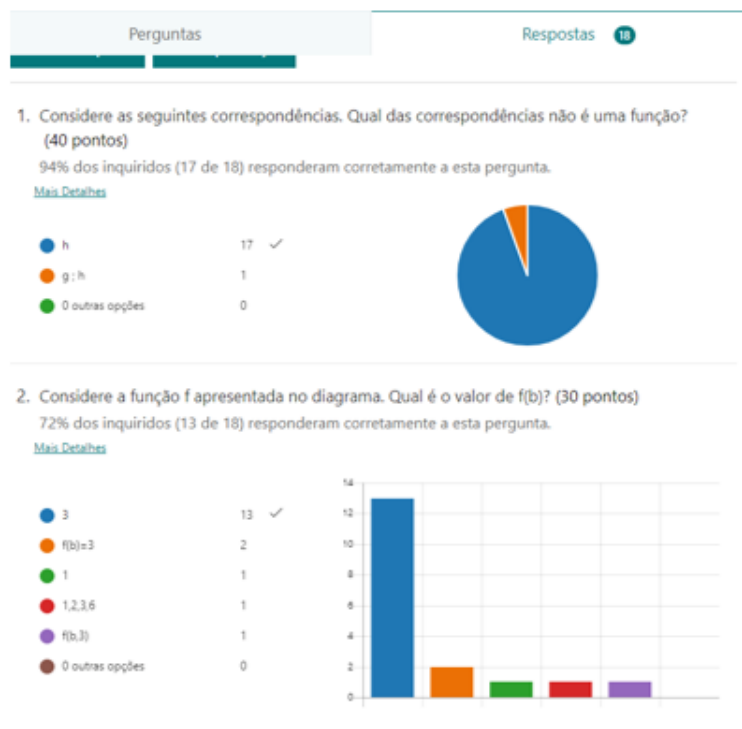 Perguntas
Respostas 18
1. Considere as seguintes correspondências. Qual das correspondências não é uma função?
(40 pontos)
94% dos inquiridos (17 de 18) responderam corretamente a esta pergunta.
Mais Detalhes
h 17
g ; h 1
0 outras opções 0
2. Considere a função f apresentada no diagrama. Qual é o valor de f(b)? (30 pontos)
72% dos inquiridos (13 de 18) responderam corretamente a esta pergunta.
Mais Detalhes
3 13
f(b)=3 2
1 1
1,2,3,6 1
f(b,3) 1
0 outras opções 0
14
12
10
8
6
4
2
0